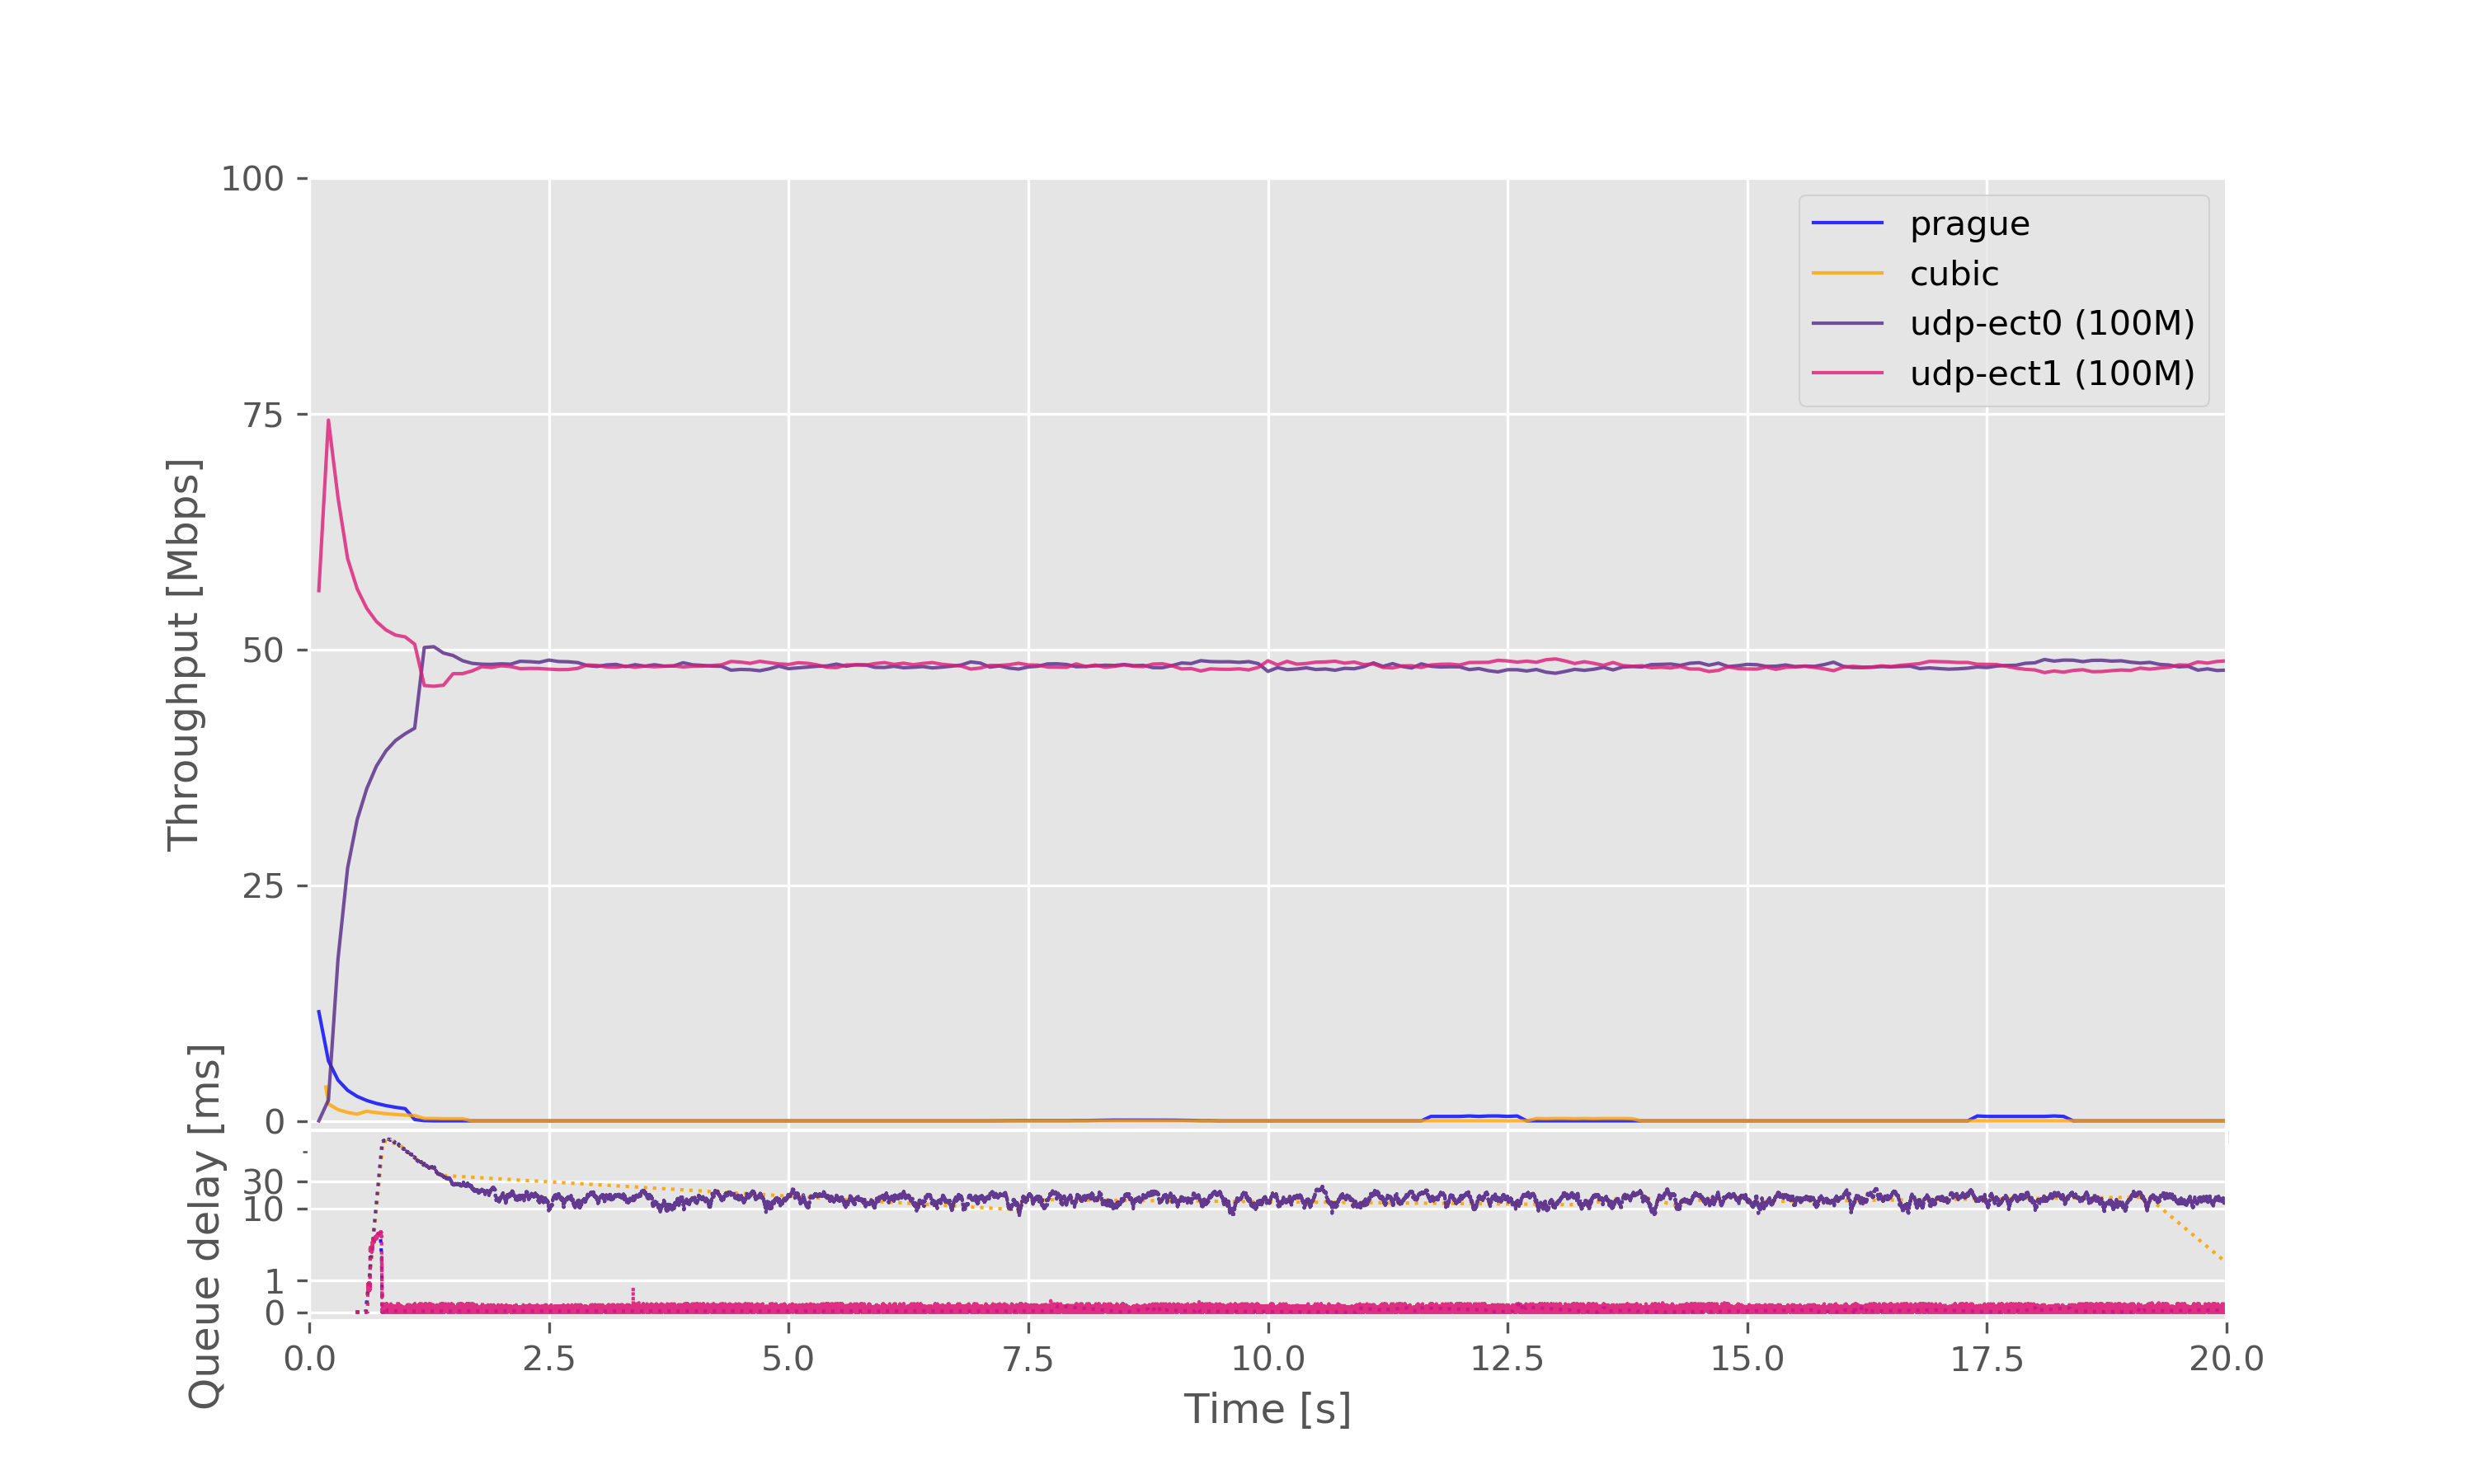 100
75
50
25
0
Throughput [Mbps]
prague
cubic
udp-ect0 (100M)
udp-ect1 (100M)
30
10
1
0
Queue delay [ms]
0.0 2.5 5.0 7.5 10.0 12.5 15.0 17.5 20.0
Time [s]